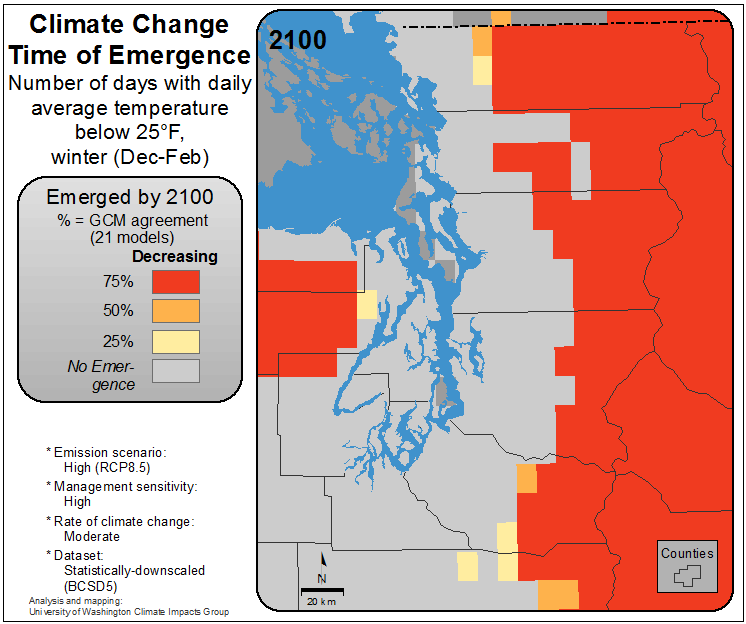 Climate Change
Time of Emergence
Number of days with daily
average temperature
below 25°F,
winter (Dec-Feb)
Emerged by 2100
% = GCM agreement
(21 models)
Decreasing
75%
50%
25%
No Emer-
gence
* Emission scenario:
High (RCP8.5)
* Management sensitivity:
High
* Rate of climate change:
Moderate
* Dataset:
Statistically-downscaled
(BCSD5)
Analysis and mapping:
University of Washington Climate Impacts Group
2100
N
20 km
Counties